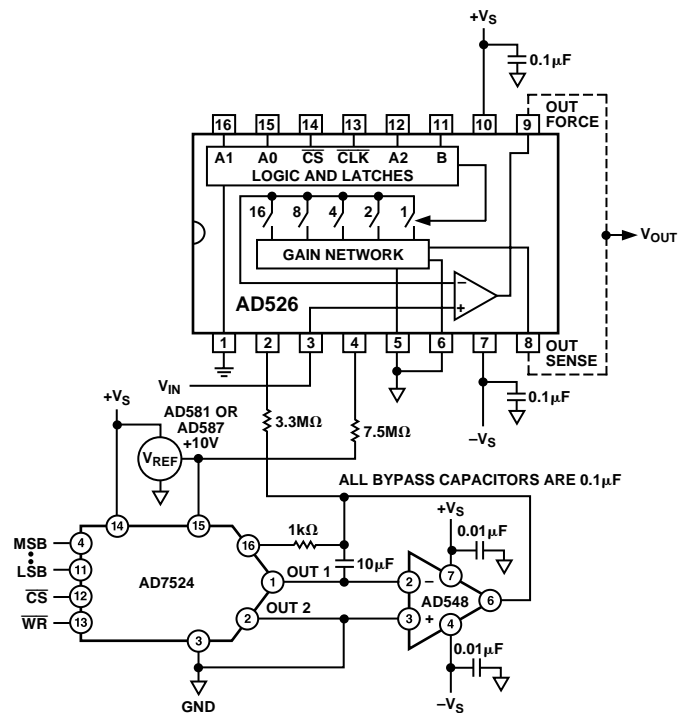 +VS
0.1µF
OUT
FORCE
16 15 14 13 12 11 10 9
A1 A0 CS CLK A2 B
LOGIC AND LATCHES
16 8 4 2 1
GAIN NETWORK
VOUT
−
+
AD526
1 2 3 4 5 6 7 8
OUT
SENSE
VIN
+VS
3.3MΩ
7.5MΩ
0.1µF
−VS
AD581 OR
AD587
+10V
VREF
ALL BYPASS CAPACITORS ARE 0.1µF
+VS
0.01µF
14 15
MSB 4
16 1kΩ
10µF
LSB 11
AD7524
1 OUT 1
2 − 7
AD548
6
CS 12
2 OUT 2
3 + 4
WR 13
0.01µF
3
GND
−VS